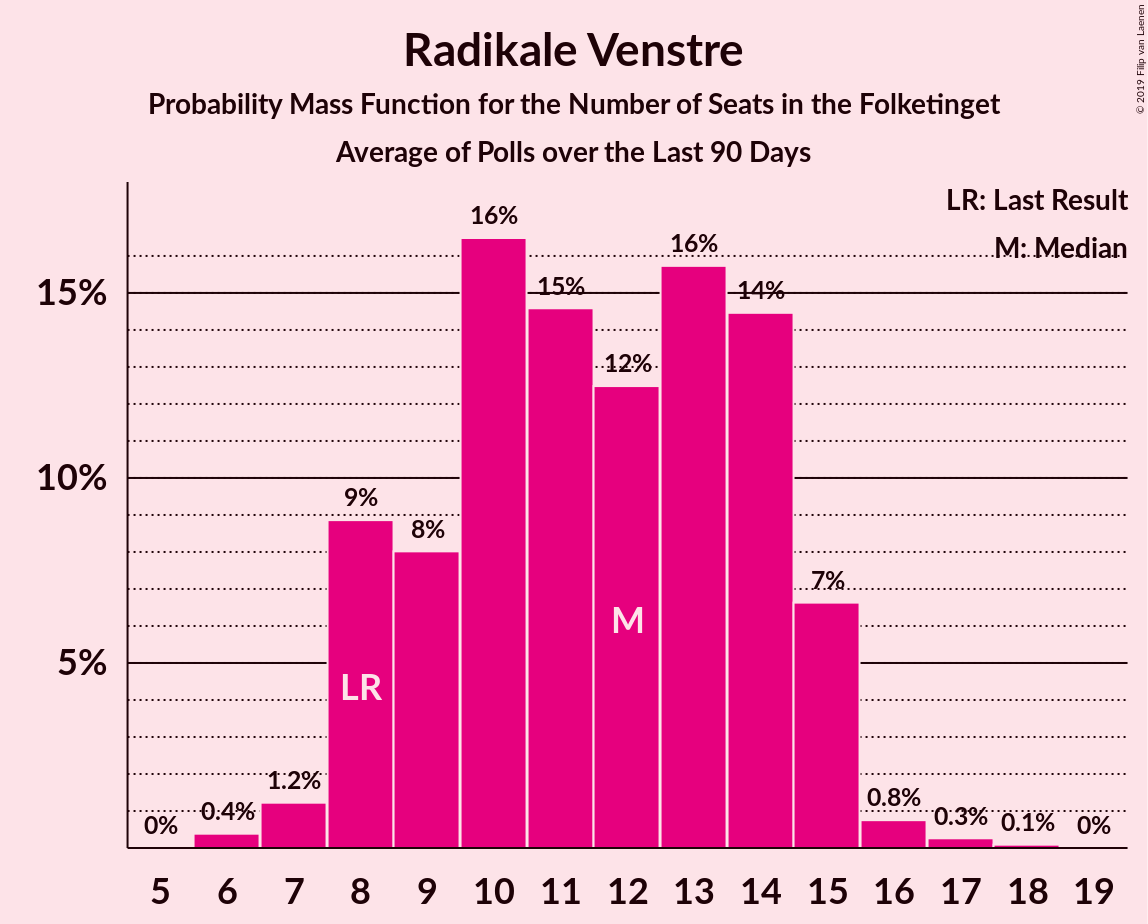 Radikale Venstre
Probability Mass Function for the Number of Seats in the Folketinget
Average of Polls over the Last 90 Days
© 2019 Filip van Laenen
LR: Last Result
M: Median
15%
10%
5%
0%
0.4%
1.2%
9%
8%
16%
15%
12%
16%
14%
7%
0.8%
0.3%
0.1%
0%
LR
M
5 6 7 8 9 10 11 12 13 14 15 16 17 18 19